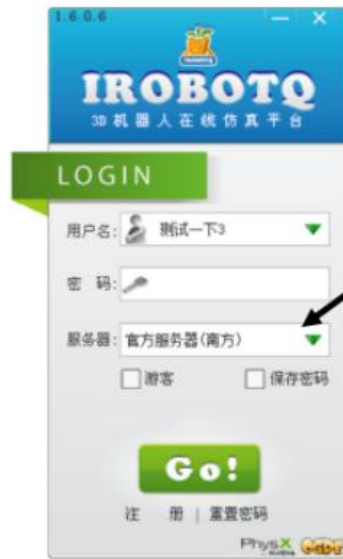 1.6.0.6
IROBOTQ
3D 机器人在线仿真平台
LOGIN
用户名: 测试一下3
密 码:
服务器: 官方服务器(南方)
游客 保存密码
Go!
注 册 | 重置密码
PhysX